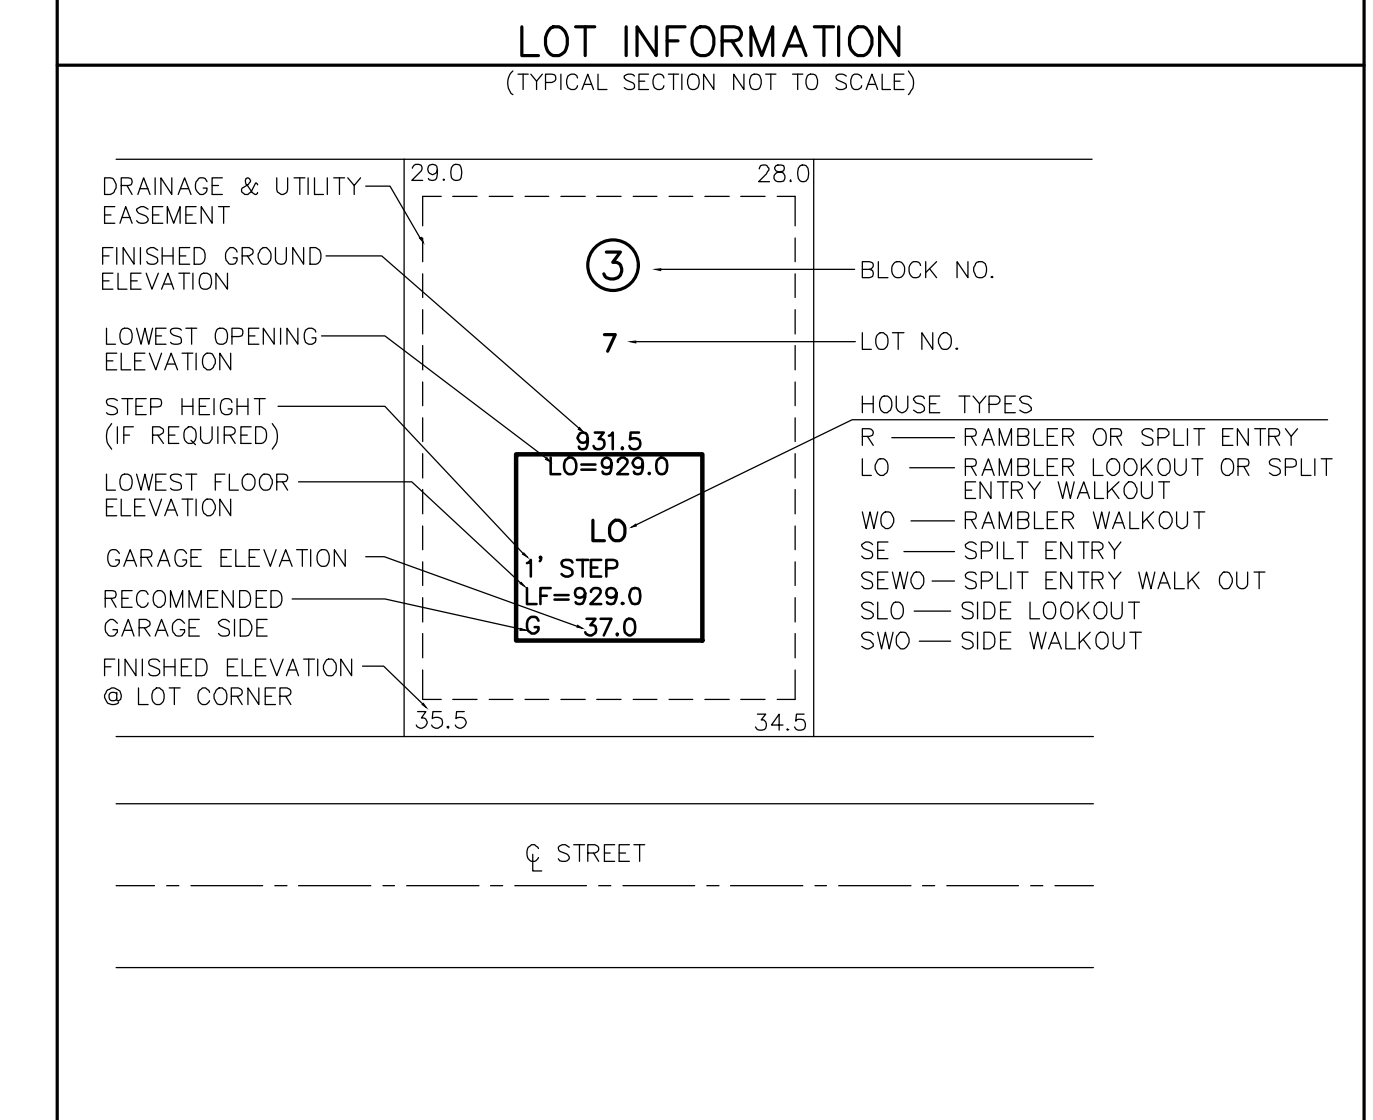 LOT INFORMATION
(TYPICAL SECTION NOT TO SCALE)
DRAINAGE & UTILITY
EASEMENT
FINISHED GROUND
ELEVATION
LOWEST OPENING
ELEVATION
STEP HEIGHT
(IF REQUIRED)
LOWEST FLOOR
ELEVATION
GARAGE ELEVATION
RECOMMENDED
GARAGE SIDE
FINISHED ELEVATION
@ LOT CORNER
29.0
28.0
3
7
931.5
LO=929.0
LO
1' STEP
LF=929.0
G
37.0
35.5
34.5
BLOCK NO.
LOT NO.
HOUSE TYPES
R RAMBLER OR SPLIT ENTRY
LO RAMBLER LOOKOUT OR SPLIT
ENTRY WALKOUT
WO RAMBLER WALKOUT
SE SPILT ENTRY
SEWO SPLIT ENTRY WALK OUT
SLO SIDE LOOKOUT
SWO SIDE WALKOUT
℄ STREET